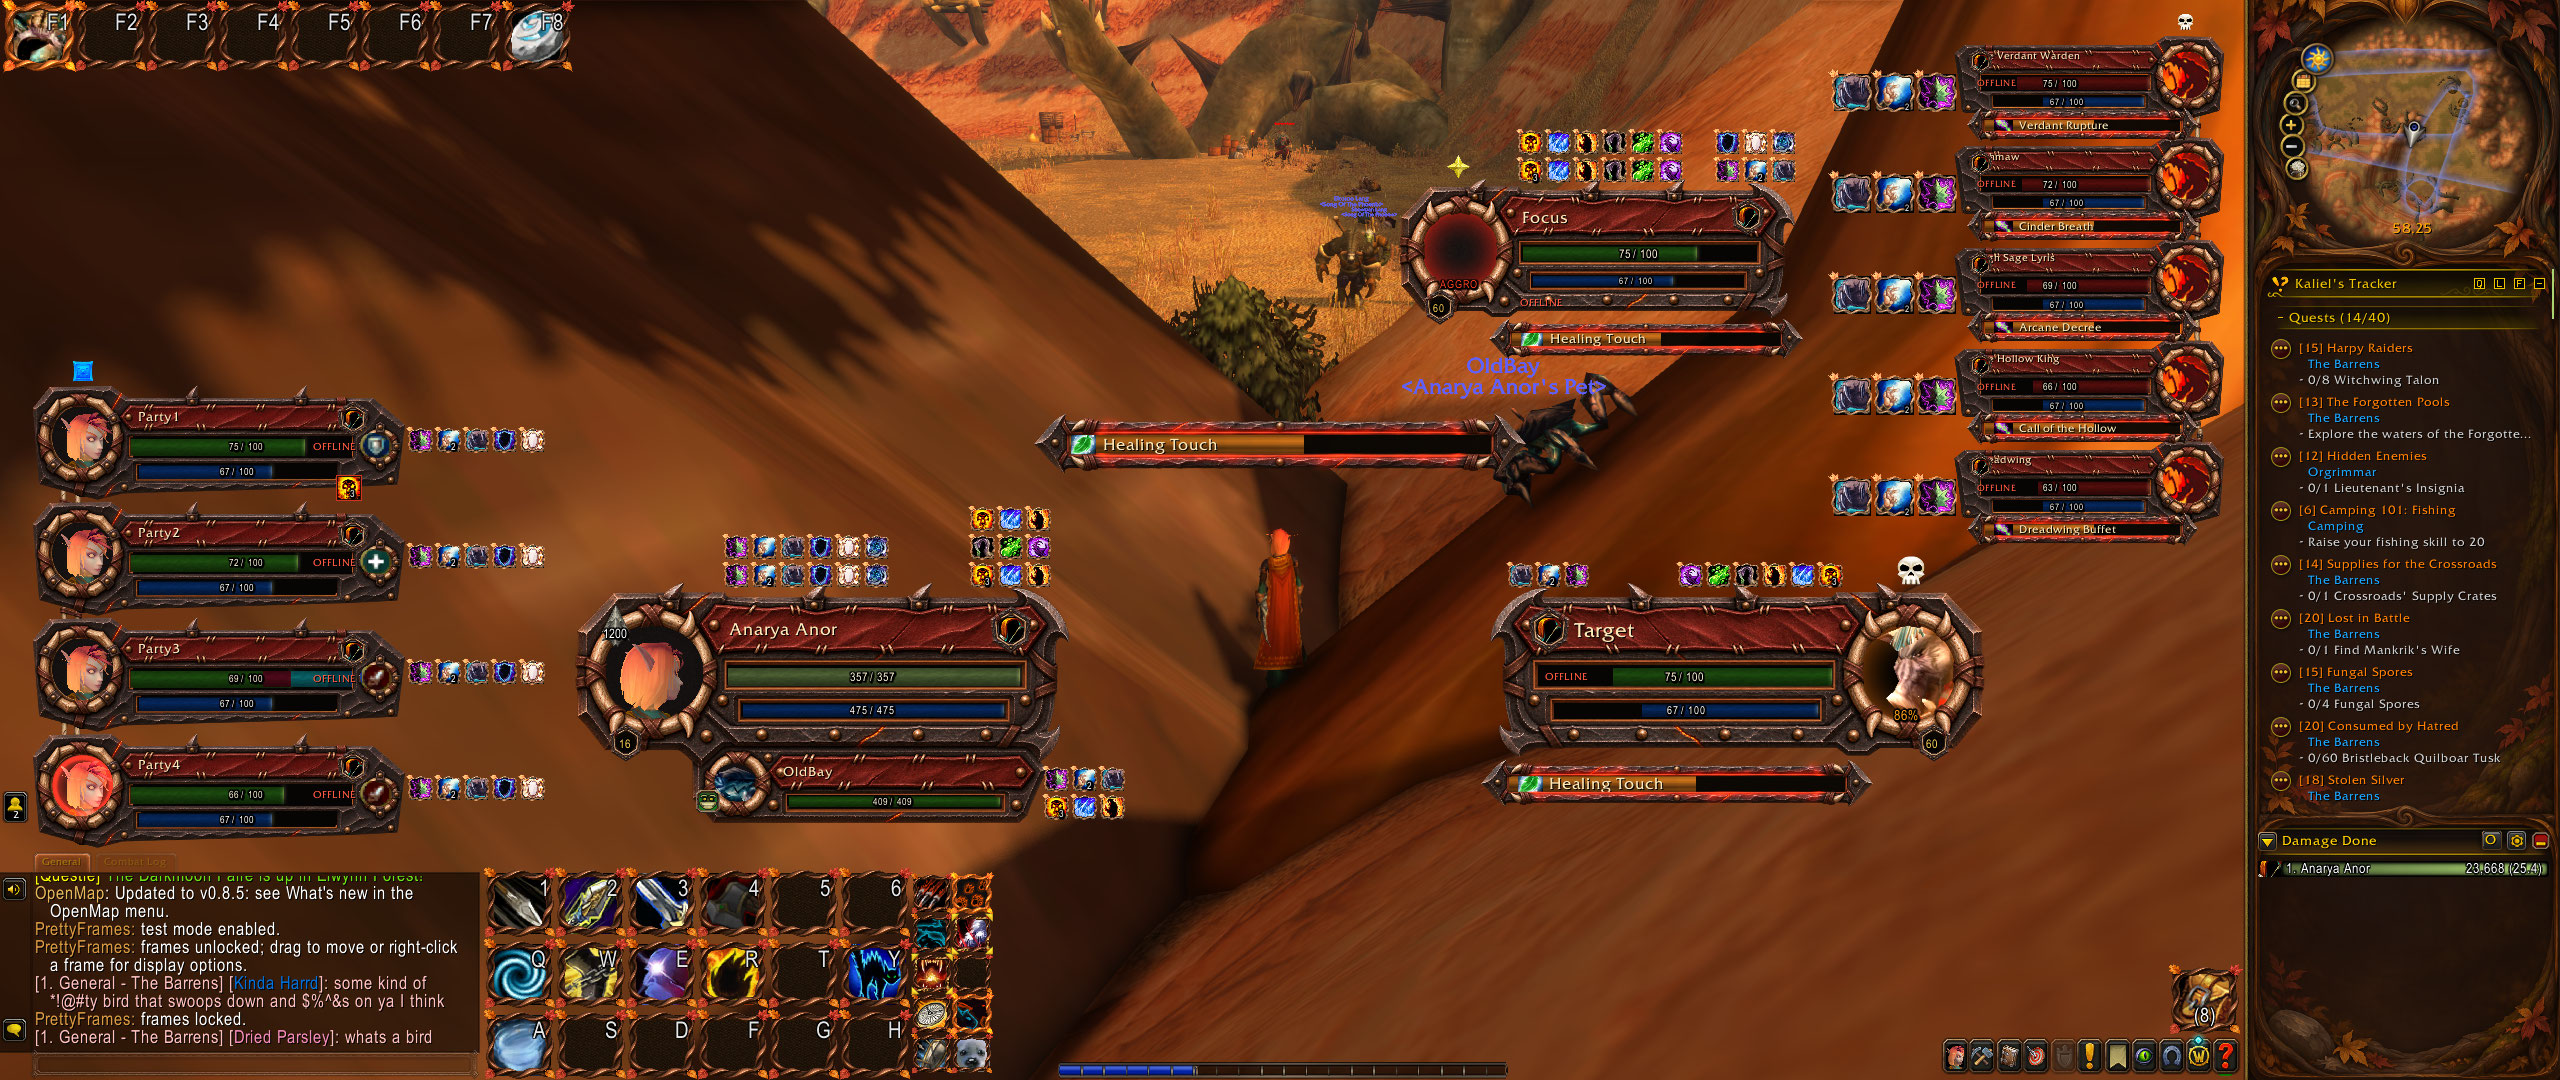 F1 F2 F3 F4 F5 F6 F7 F8
Verdant Warden
OFFLINE 75 / 100
67 / 100
Verdant Rupture
OFFLINE 72 / 100
67 / 100
Cinder Breath
Sage Lyris
OFFLINE 69 / 100
67 / 100
Arcane Decree
Hollow King
OFFLINE 66 / 100
67 / 100
Call of the Hollow
OFFLINE 63 / 100
67 / 100
Dreadwing Buffet
58,25
Kaliel's Tracker
Q L F
- Quests (14/40)
[15] Harpy Raiders
The Barrens
- 0/8 Witchwing Talon
[13] The Forgotten Pools
The Barrens
- Explore the waters of the Forgotte...
[12] Hidden Enemies
Orgrimmar
- 0/1 Lieutenant's Insignia
[6] Camping 101: Fishing
Camping
- Raise your fishing skill to 20
[14] Supplies for the Crossroads
The Barrens
- 0/1 Crossroads' Supply Crates
[20] Lost in Battle
The Barrens
- 0/1 Find Mankrik's Wife
[15] Fungal Spores
The Barrens
- 0/4 Fungal Spores
[20] Consumed by Hatred
The Barrens
- 0/60 Bristleback Quilboar Tusk
[18] Stolen Silver
The Barrens
Damage Done
1. Anarya Anor 23,668 (25.4)
Focus
75 / 100
67 / 100
AGGRO
60
OFFLINE
Healing Touch
OldBay
<Anarya Anor's Pet>
Healing Touch
Party1
75 / 100 OFFLINE
67 / 100
3
Party2
72 / 100 OFFLINE
67 / 100
Party3
69 / 100 OFFLINE
67 / 100
Party4
66 / 100 OFFLINE
67 / 100
2
1200
Anarya Anor
357 / 357
475 / 475
16
OldBay
409 / 409
Target
OFFLINE 75 / 100
67 / 100
86%
60
Healing Touch
General Combat Log
[Questie] The Darkmoon Faire is up in Elwynn Forest!
OpenMap: Updated to v0.8.5: see What's new in the
OpenMap menu.
PrettyFrames: test mode enabled.
PrettyFrames: frames unlocked; drag to move or right-click
a frame for display options.
[1. General - The Barrens] [Kinda Harrd]: some kind of
*!@#ty bird that swoops down and $%^&s on ya I think
PrettyFrames: frames locked.
[1. General - The Barrens] [Dried Parsley]: whats a bird
1 2 3 4 5 6
Q W E R T Y
A S D F G H
(8)